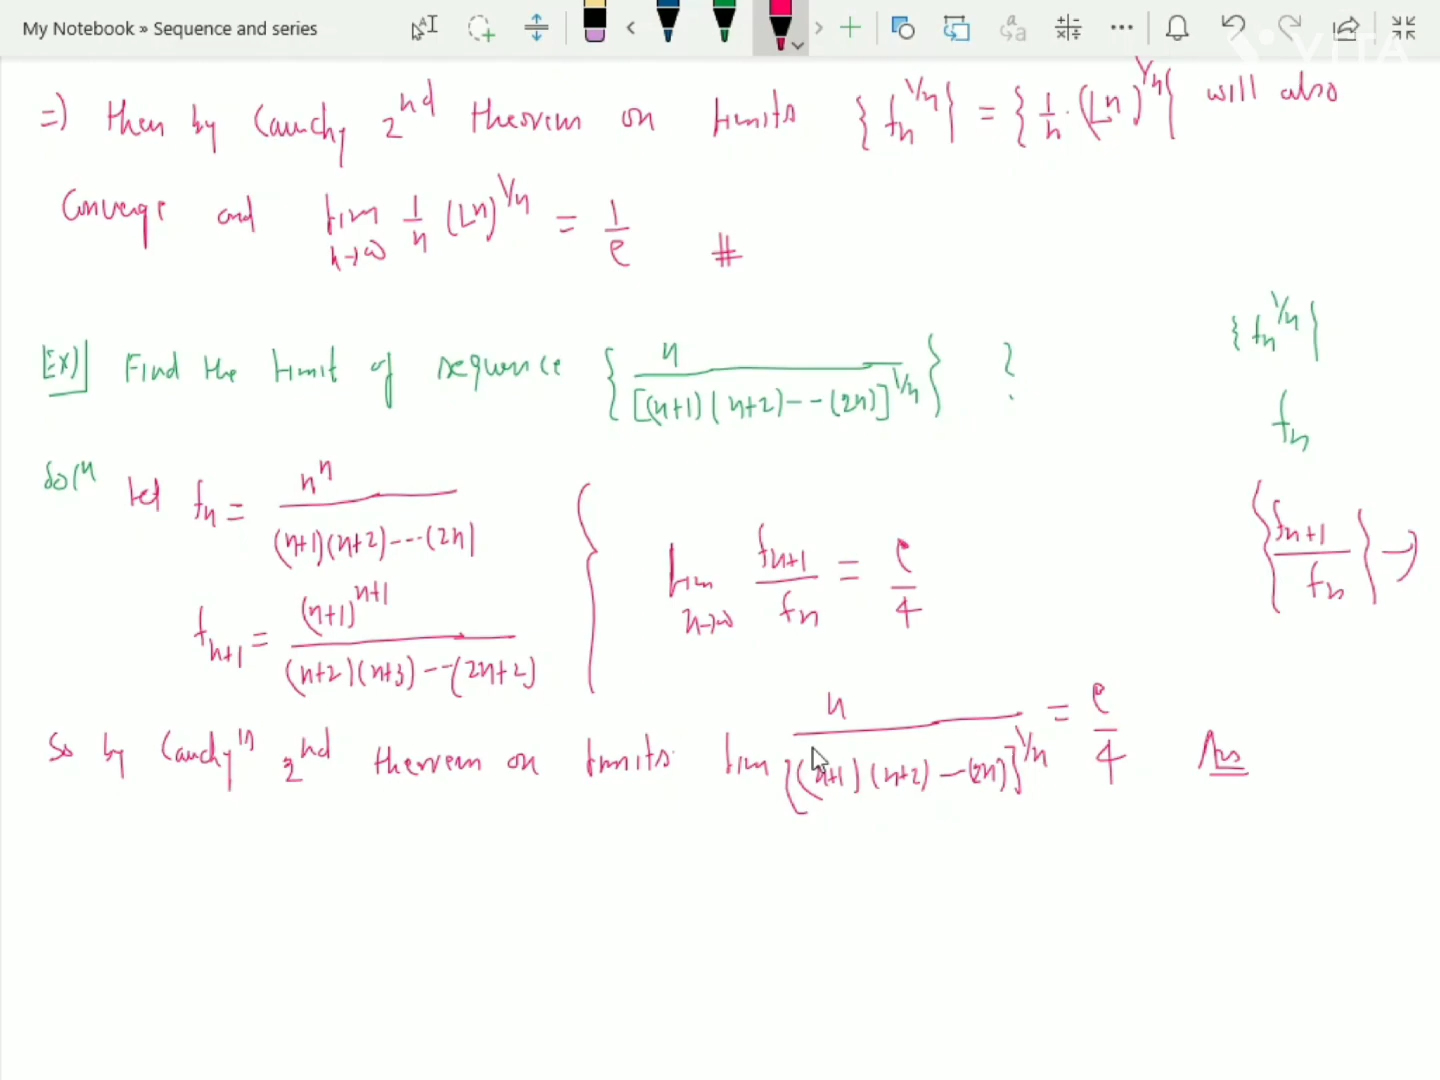 My Notebook » Sequence and series
VITA
=) then by Cauchy 2nd theorem on limits {fn^1/n} = {1/n · (Ln)^1/n} will also
Converge and lim n→∞ 1/n (Ln)^1/n = 1/e #
Ex)] Find the limit of sequence { n / [(n+1)(n+2)--(2n)]^1/n } ?
{fn^1/n}
fn
Soln let fn = n^n / (n+1)(n+2)---(2n)
fn+1 = (n+1)^n+1 / (n+2)(n+3)--(2n+2)
lim n→∞ fn+1 / fn = e/4
{fn+1 / fn} →
So by Cauchy's 2nd theorem on limits lim n / [(n+1)(n+2)—(2n)]^1/n = e/4 Ans